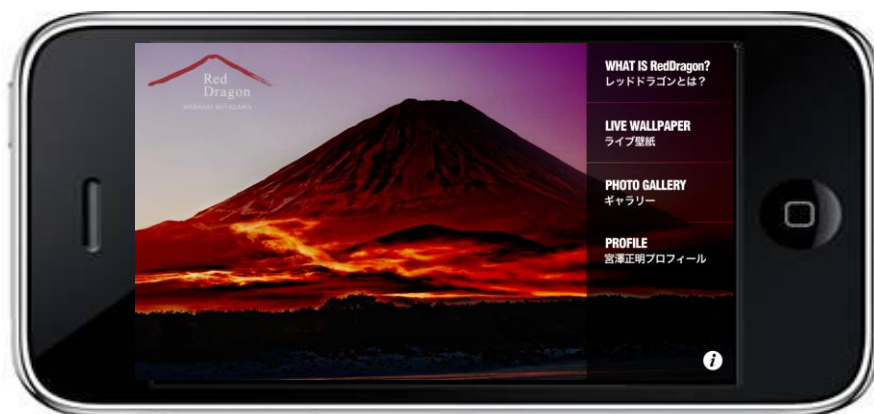 Red
Dragon
MASAAKI MIYAZAWA
WHAT IS RedDragon?
レッドドラゴンとは？
LIVE WALLPAPER
ライブ壁紙
PHOTO GALLERY
ギャラリー
PROFILE
宮澤正明プロフィール
i